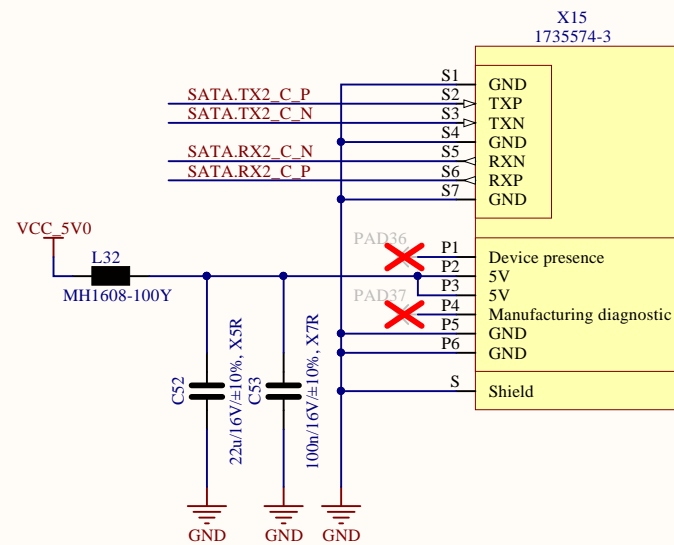 X15
1735574-3
S1 GND
SATA.TX2_C_P S2 TXP
SATA.TX2_C_N S3 TXN
S4 GND
SATA.RX2_C_N S5 RXN
SATA.RX2_C_P S6 RXP
S7 GND
VCC_5V0
PAD36 P1 Device presence
L32 P2 5V
MH1608-100Y P3 5V
PAD37 P4 Manufacturing diagnostic
P5 GND
P6 GND
S Shield
C52
22u/16V/±10%, X5R
C53
100n/16V/±10%, X7R
GND GND GND